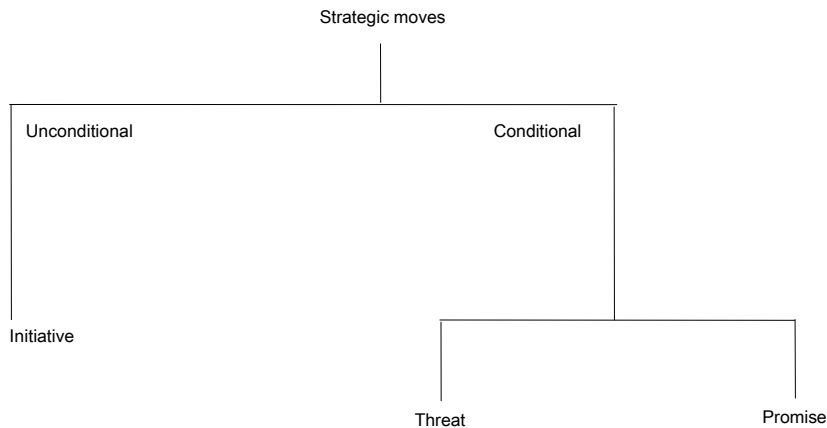 Strategic moves
Unconditional
Conditional
Initiative
Threat
Promise